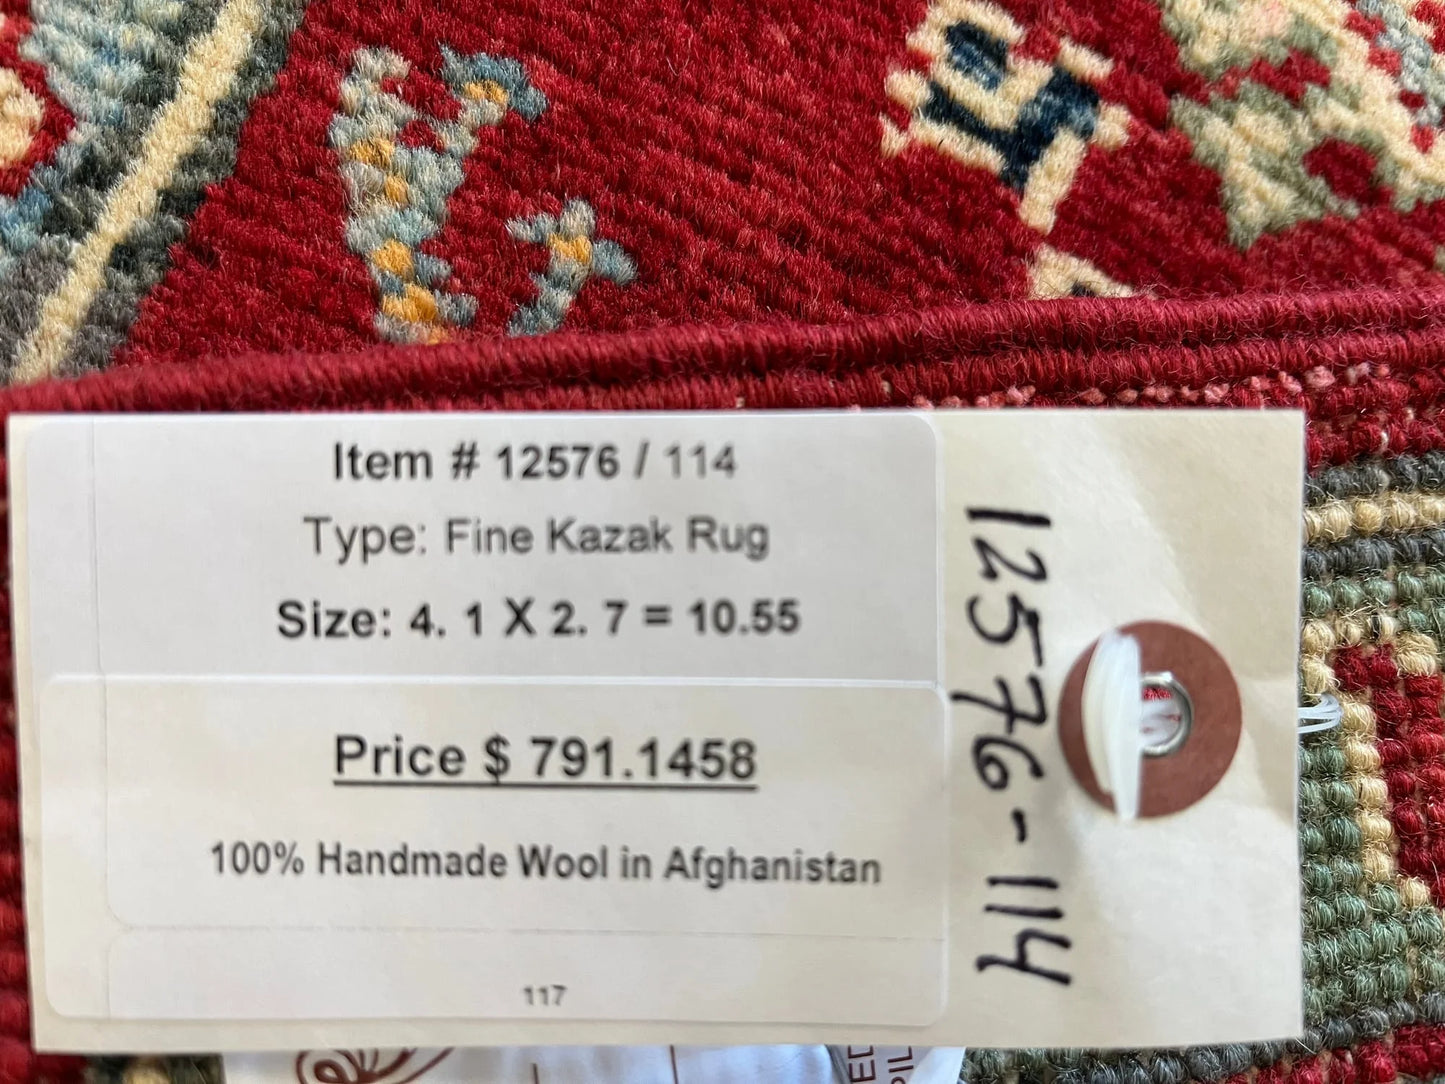 Item # 12576 / 114
Type: Fine Kazak Rug
Size: 4. 1 X 2. 7 = 10.55
Price $ 791.1458
100% Handmade Wool in Afghanistan
117
12576-114